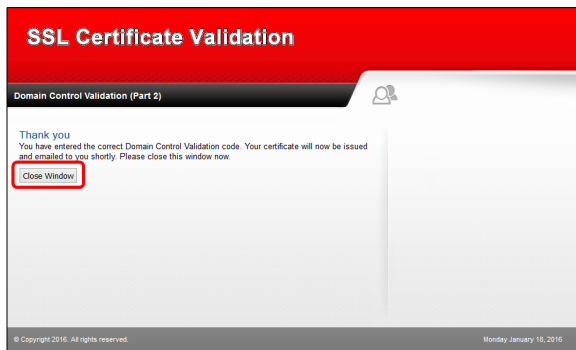 SSL Certificate Validation
Domain Control Validation (Part 2)
Thank you
You have entered the correct Domain Control Validation code. Your certificate will now be issued
and emailed to you shortly. Please close this window now.
Close Window
© Copyright 2016. All rights reserved.
Monday January 18, 2016